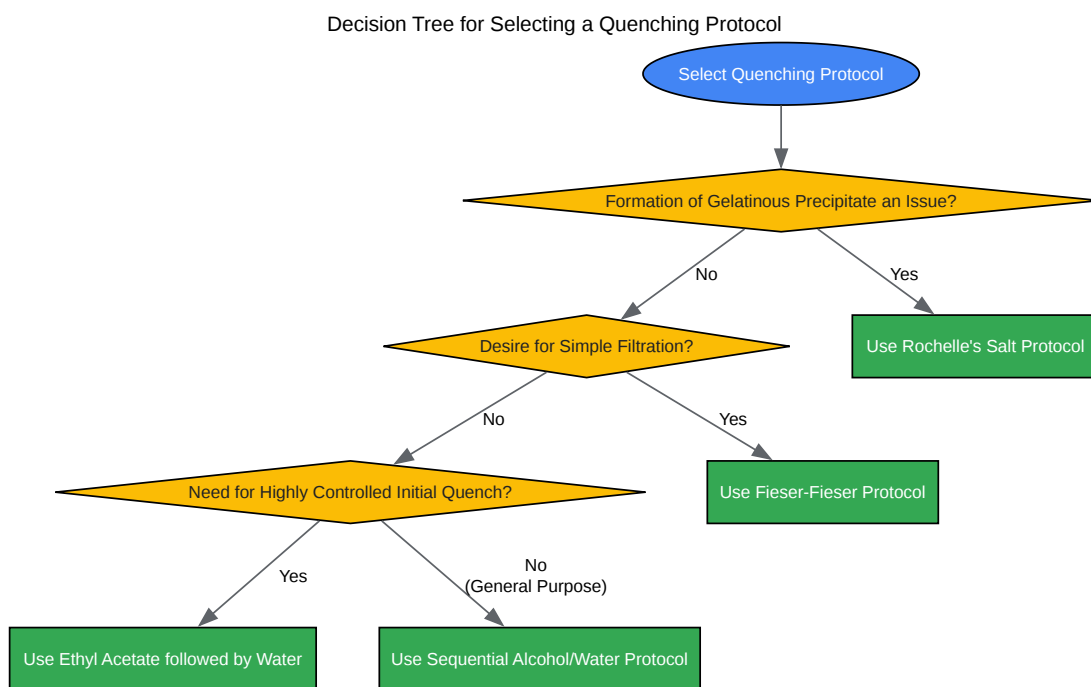 Decision Tree for Selecting a Quenching Protocol
Select Quenching Protocol
Formation of Gelatinous Precipitate an Issue?
No
Yes
Desire for Simple Filtration?
Use Rochelle's Salt Protocol
No
Yes
Need for Highly Controlled Initial Quench?
Use Fieser-Fieser Protocol
Yes
No
(General Purpose)
Use Ethyl Acetate followed by Water
Use Sequential Alcohol/Water Protocol